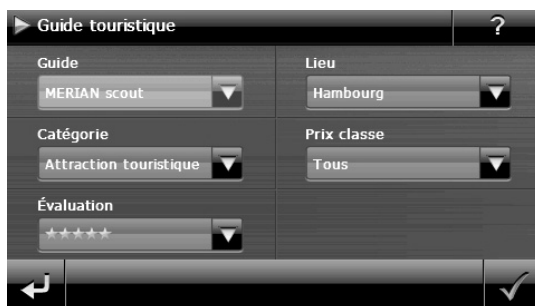 Guide touristique
?
Guide
MERIAN scout
Lieu
Hambourg
Catégorie
Attraction touristique
Prix classe
Tous
Évaluation
★★★★★